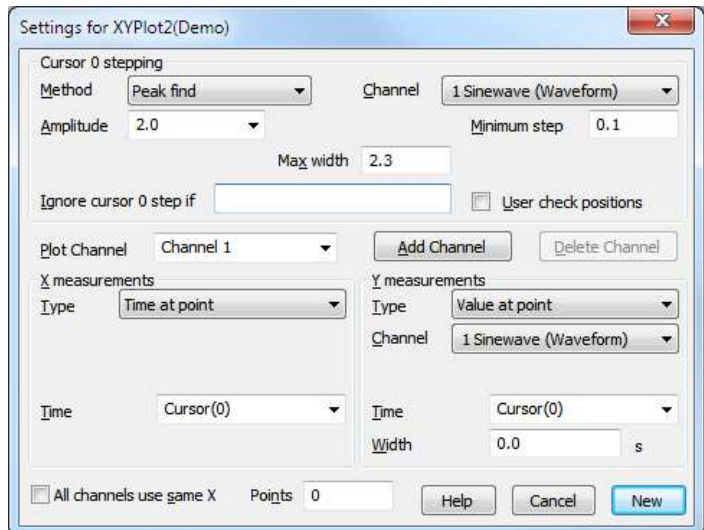 Settings for XYPlot2(Demo)
Cursor 0 stepping
Method Peak find Channel 1 Sinewave (Waveform)
Amplitude 2.0 Minimum step 0.1
Max width 2.3
Ignore cursor 0 step if User check positions
Plot Channel Channel 1 Add Channel Delete Channel
X measurements Y measurements
Type Time at point Type Value at point
Channel 1 Sinewave (Waveform)
Time Cursor(0) Time Cursor(0)
Width 0.0 s
All channels use same X Points 0 Help Cancel New